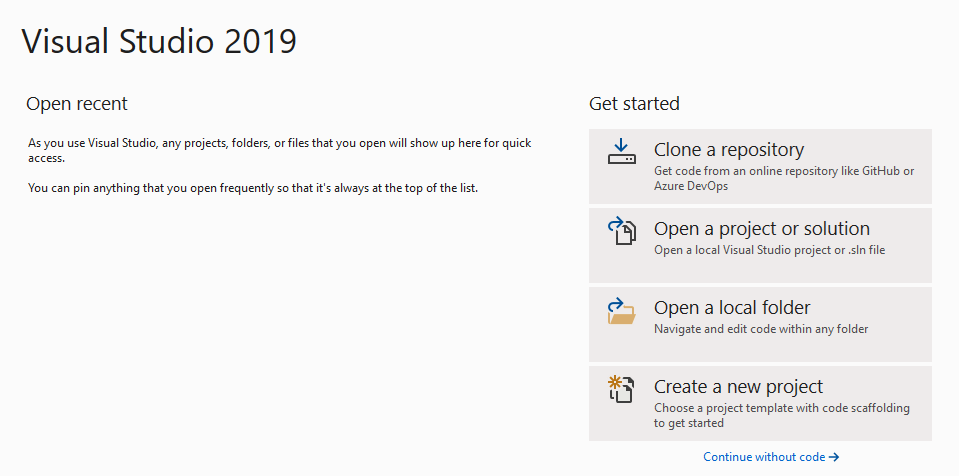 Visual Studio 2019
Open recent
As you use Visual Studio, any projects, folders, or files that you open will show up here for quick
access.
You can pin anything that you open frequently so that it's always at the top of the list.
Get started
Clone a repository
Get code from an online repository like GitHub or
Azure DevOps
Open a project or solution
Open a local Visual Studio project or .sln file
Open a local folder
Navigate and edit code within any folder
Create a new project
Choose a project template with code scaffolding
to get started
Continue without code →